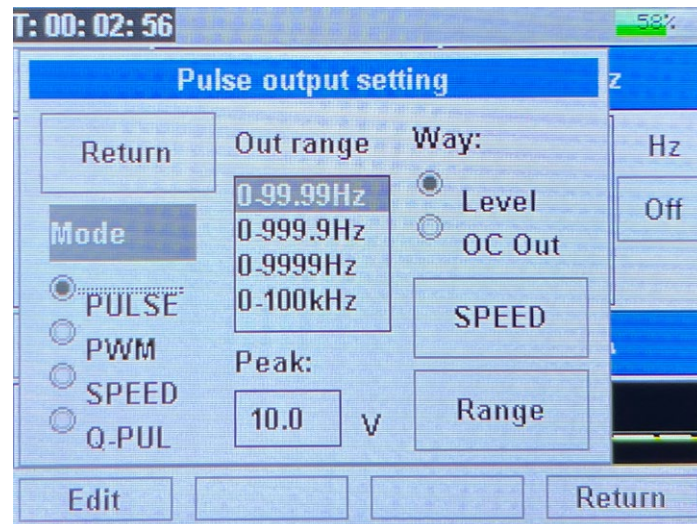 T: 00: 02: 56
58%
Pulse output setting
z
Return
Out range
Way:
Hz
0-99.99Hz
Level
Off
Mode
0-999.9Hz
OC Out
0-9999Hz
PULSE
0-100kHz
SPEED
PWM
Peak:
SPEED
10.0 V
Range
Q-PUL
Edit
Return